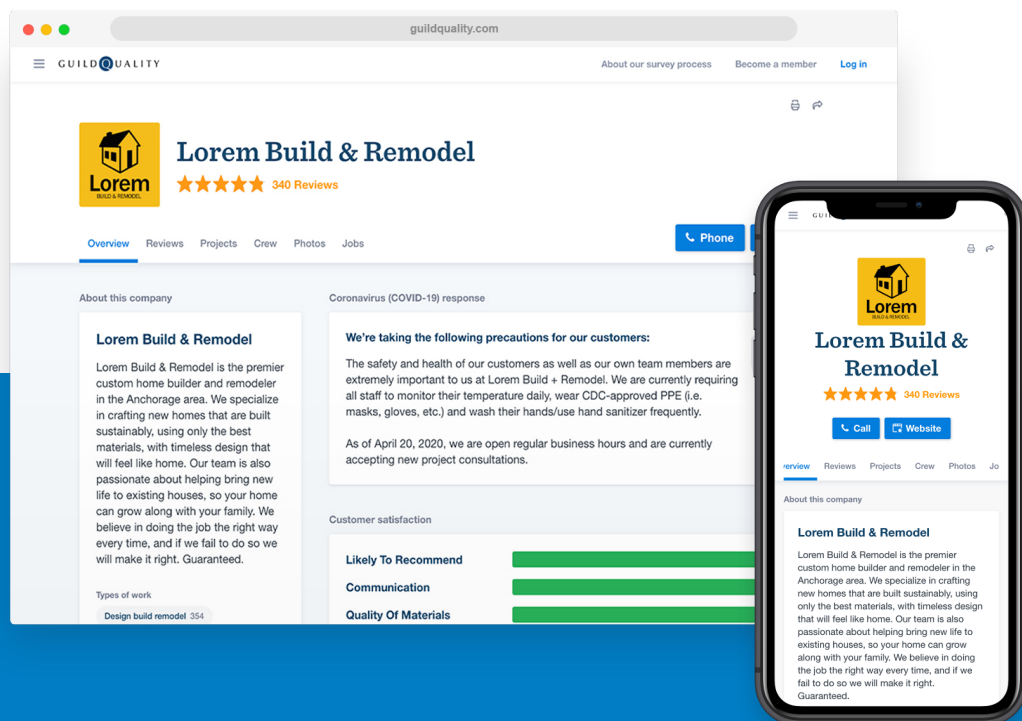 guildquality.com
GUILDQUALITY
About our survey process
Become a member
Log in
Lorem
BUILD & REMODEL
Lorem Build & Remodel
340 Reviews
Overview
Reviews
Projects
Crew
Photos
Jobs
Phone
About this company
Lorem Build & Remodel
Lorem Build & Remodel is the premier
custom home builder and remodeler
in the Anchorage area. We specialize
in crafting new homes that are built
sustainably, using only the best
materials, with timeless design that
will feel like home. Our team is also
passionate about helping bring new
life to existing houses, so your home
can grow along with your family. We
believe in doing the job the right way
every time, and if we fail to do so we
will make it right. Guaranteed.
Types of work
Design build remodel 354
Coronavirus (COVID-19) response
We're taking the following precautions for our customers:
The safety and health of our customers as well as our own team members are
extremely important to us at Lorem Build + Remodel. We are currently requiring
all staff to monitor their temperature daily, wear CDC-approved PPE (i.e.
masks, gloves, etc.) and wash their hands/use hand sanitizer frequently.
As of April 20, 2020, we are open regular business hours and are currently
accepting new project consultations.
Customer satisfaction
Likely To Recommend
Communication
Quality Of Materials
GUI
Lorem
BUILD & REMODEL
Lorem Build &
Remodel
340 Reviews
Call
Website
erview
Reviews
Projects
Crew
Photos
Jo
About this company
Lorem Build & Remodel
Lorem Build & Remodel is the premier
custom home builder and remodeler in the
Anchorage area. We specialize in crafting
new homes that are built sustainably, using
only the best materials, with timeless design
that will feel like home. Our team is also
passionate about helping bring new life to
existing houses, so your home can grow
along with your family. We believe in doing
the job the right way every time, and if we
fail to do so we will make it right.
Guaranteed.